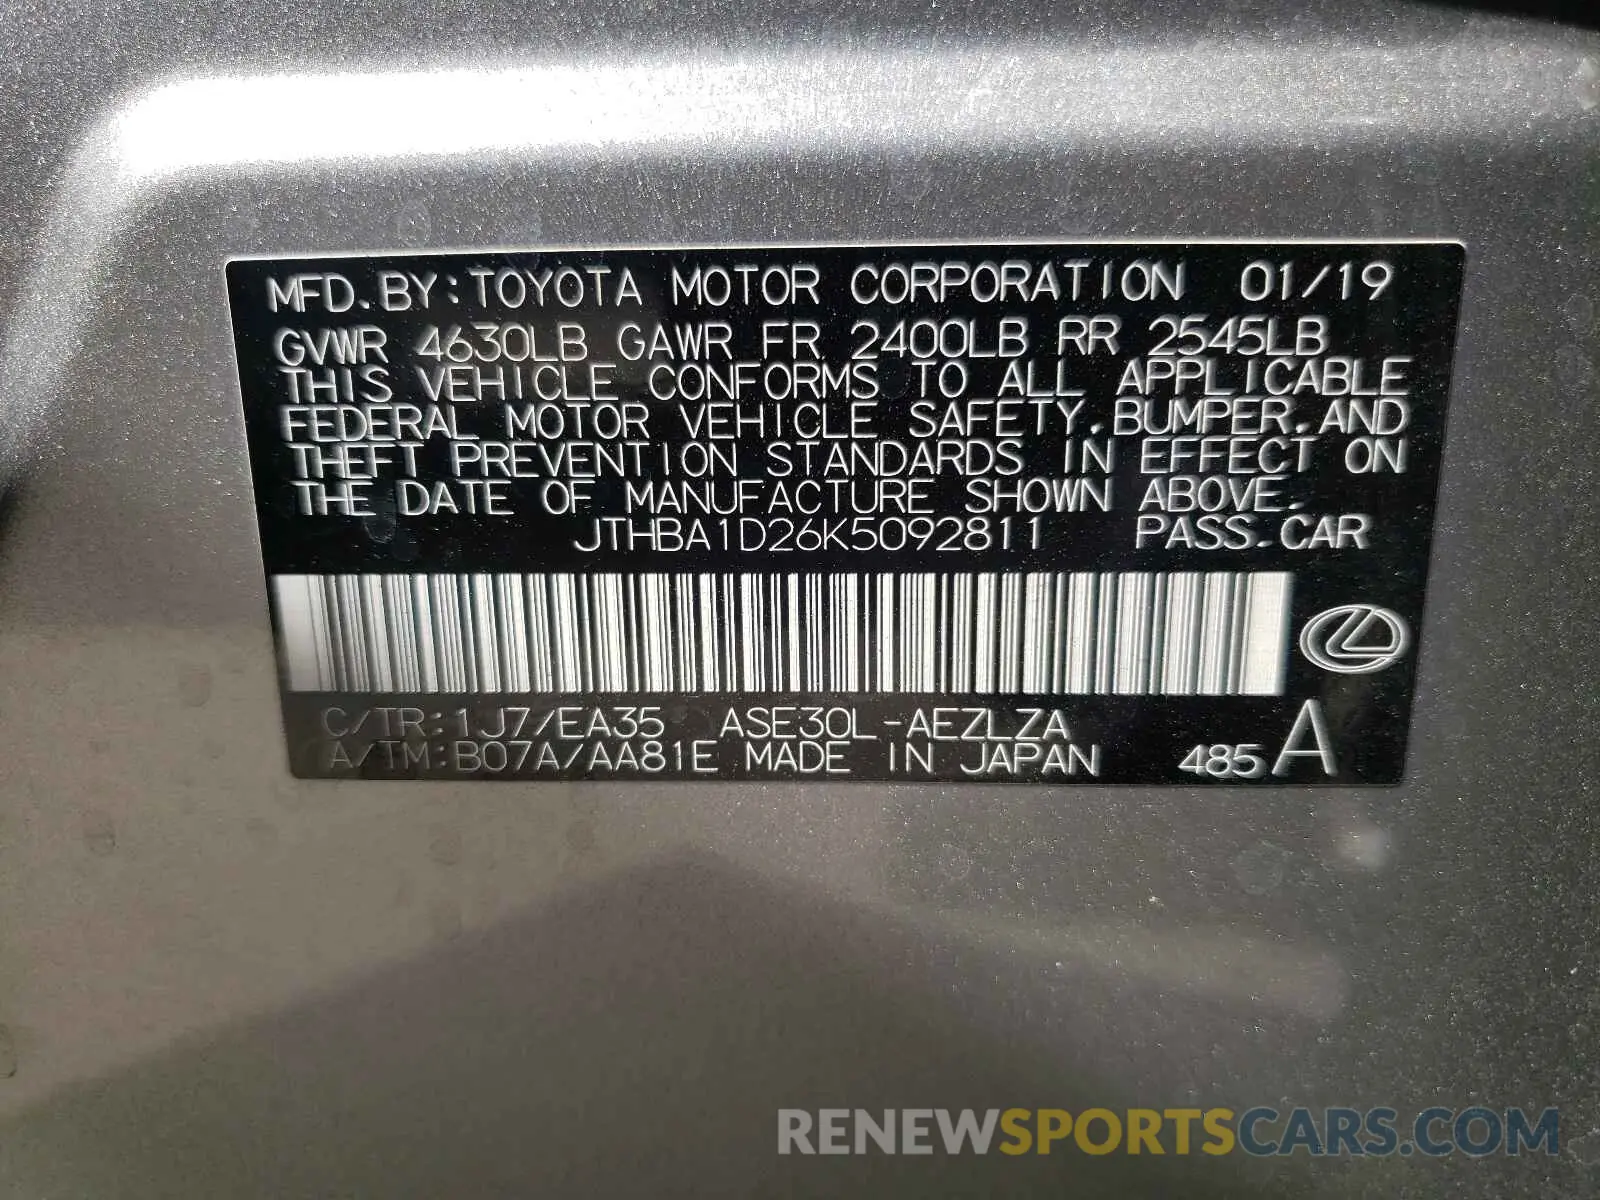 MFD. BY: TOYOTA MOTOR CORPORATION 01/19
GVWR 4630LB GAWR FR 2400LB RR 2545LB
THIS VEHICLE CONFORMS TO ALL APPLICABLE
FEDERAL MOTOR VEHICLE SAFETY, BUMPER, AND
THEFT PREVENTION STANDARDS IN EFFECT ON
THE DATE OF MANUFACTURE SHOWN ABOVE.
JTHBA1D26K5092811 PASS. CAR
C/TR: 1J7/EA35 ASE30L-AEZLZA
A/TM: B07A/AA81E MADE IN JAPAN 485 A
RENEWSPORTSCARS.COM